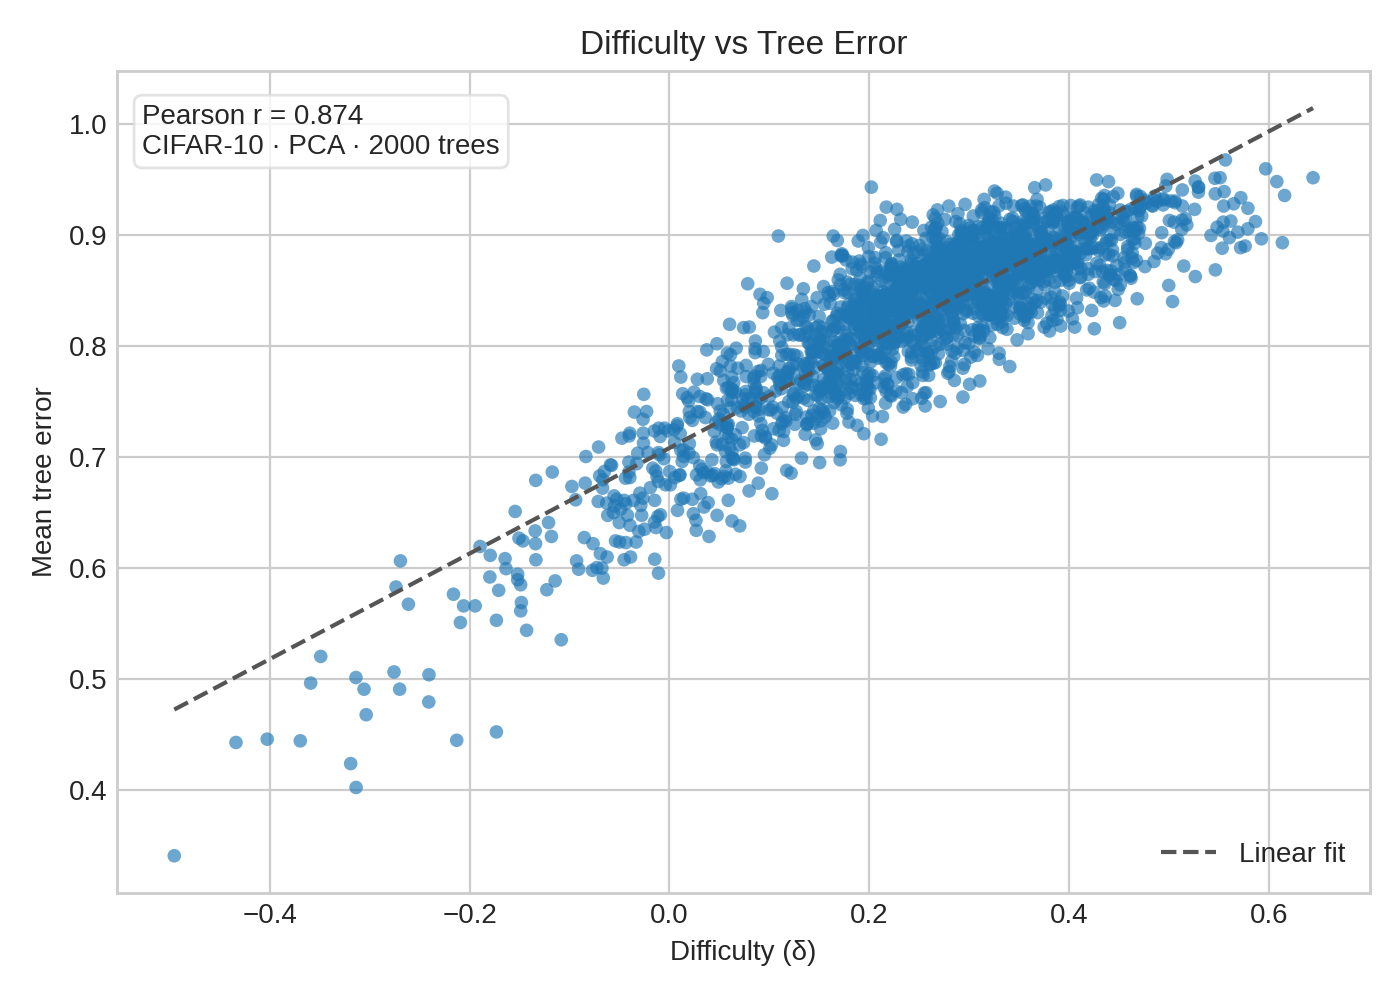 Difficulty vs Tree Error
Pearson r = 0.874
CIFAR-10 · PCA · 2000 trees
1.0
0.9
0.8
0.7
0.6
0.5
0.4
Mean tree error
Linear fit
−0.4
−0.2
0.0
0.2
0.4
0.6
Difficulty (δ)